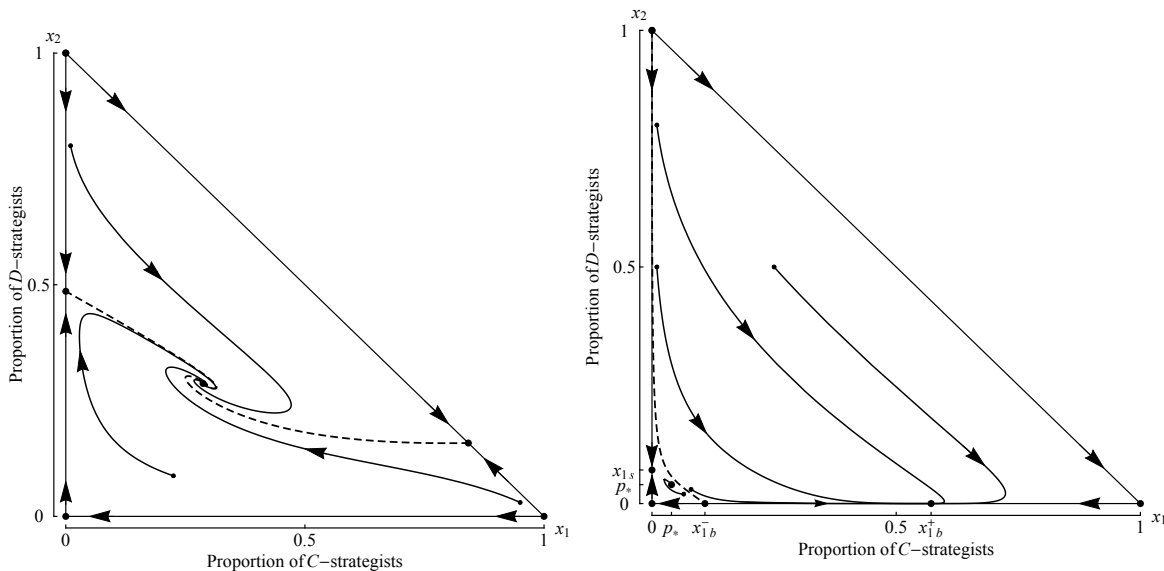 x₂
1
0.5
0
0
0.5
1
x₁
Proportion of D−strategists
Proportion of C−strategists
x₂
1
0.5
x₁ₛ
p*
0
0
p*
x⁻₁b
0.5
x⁺₁b
1
x₁
Proportion of D−strategists
Proportion of C−strategists